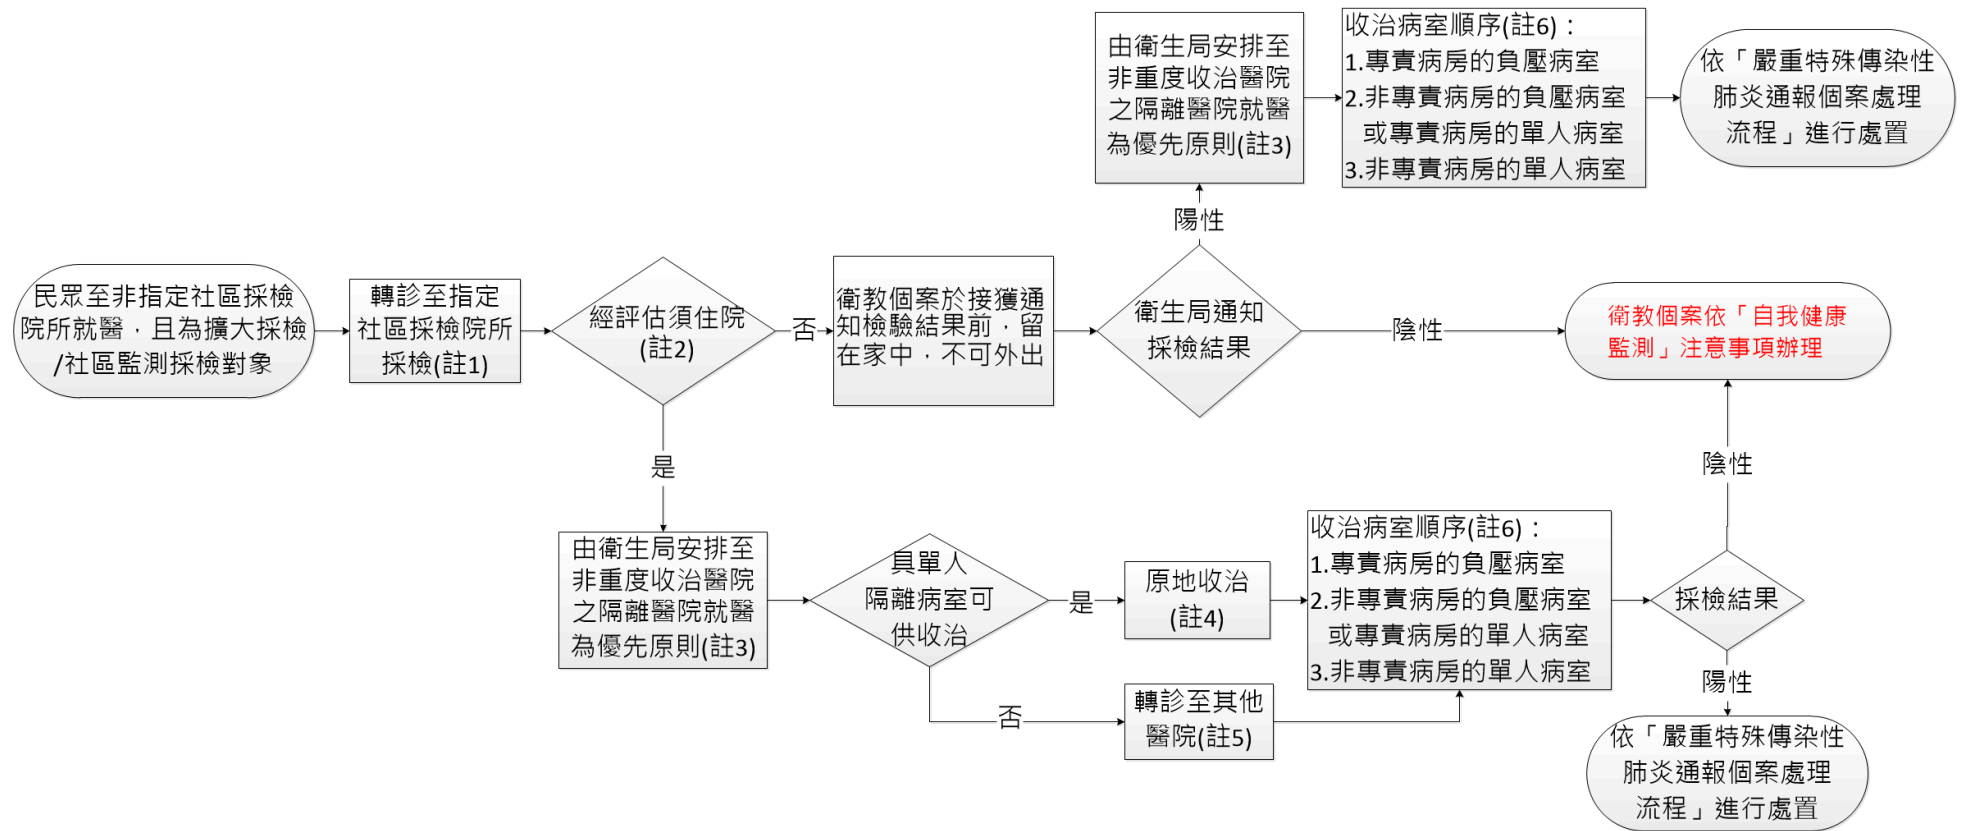 民眾至非指定社區採檢
院所就醫，且為擴大採檢
/社區監測採檢對象
轉診至指定
社區採檢院所
採檢(註1)
經評估須住院
(註2)
否
衛教個案於接獲通
知檢驗結果前，留
在家中，不可外出
衛生局通知
採檢結果
陽性
由衛生局安排至
非重度收治醫院
之隔離醫院就醫
為優先原則(註3)
收治病室順序(註6)：
1.專責病房的負壓病室
2.非專責病房的負壓病室
或專責病房的單人病室
3.非專責病房的單人病室
依「嚴重特殊傳染性
肺炎通報個案處理
流程」進行處置
陰性
衛教個案依「自我健康
監測」注意事項辦理
是
由衛生局安排至
非重度收治醫院
之隔離醫院就醫
為優先原則(註3)
具單人
隔離病室可
供收治
是
原地收治
(註4)
否
轉診至其他
醫院(註5)
收治病室順序(註6)：
1.專責病房的負壓病室
2.非專責病房的負壓病室
或專責病房的單人病室
3.非專責病房的單人病室
採檢結果
陰性
陽性
依「嚴重特殊傳染性
肺炎通報個案處理
流程」進行處置